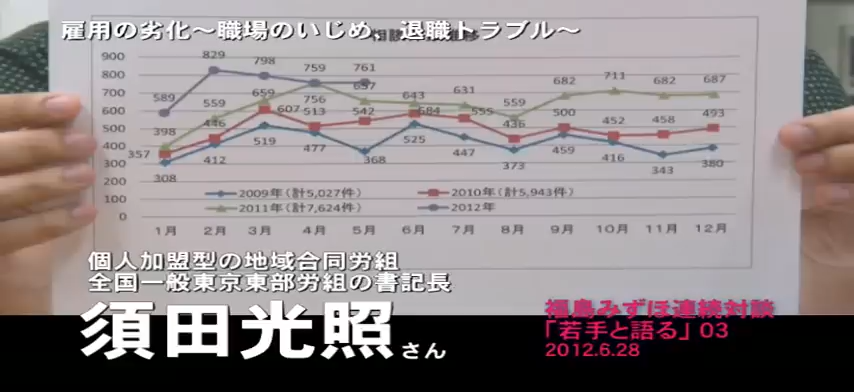 雇用の劣化～職場のいじめ、退職トラブル～
900
800
700
600
500
400
300
200
100
0
589 829 798 759 761
398 559 659 756 657 643 631 559 682 711 682 687
357 446 607 513 542 584 555 436 500 452 458 493
308 412 519 477 368 525 447 373 459 416 343 380
2009年(計5,027件) 2010年(計5,943件)
2011年(計7,624件) 2012年
1月 2月 3月 4月 5月 6月 7月 8月 9月 10月 11月 12月
個人加盟型の地域合同労組
全国一般東京東部労組の書記長
須田光照さん
福島みずほ連続対談
「若手と語る」03
2012.6.28